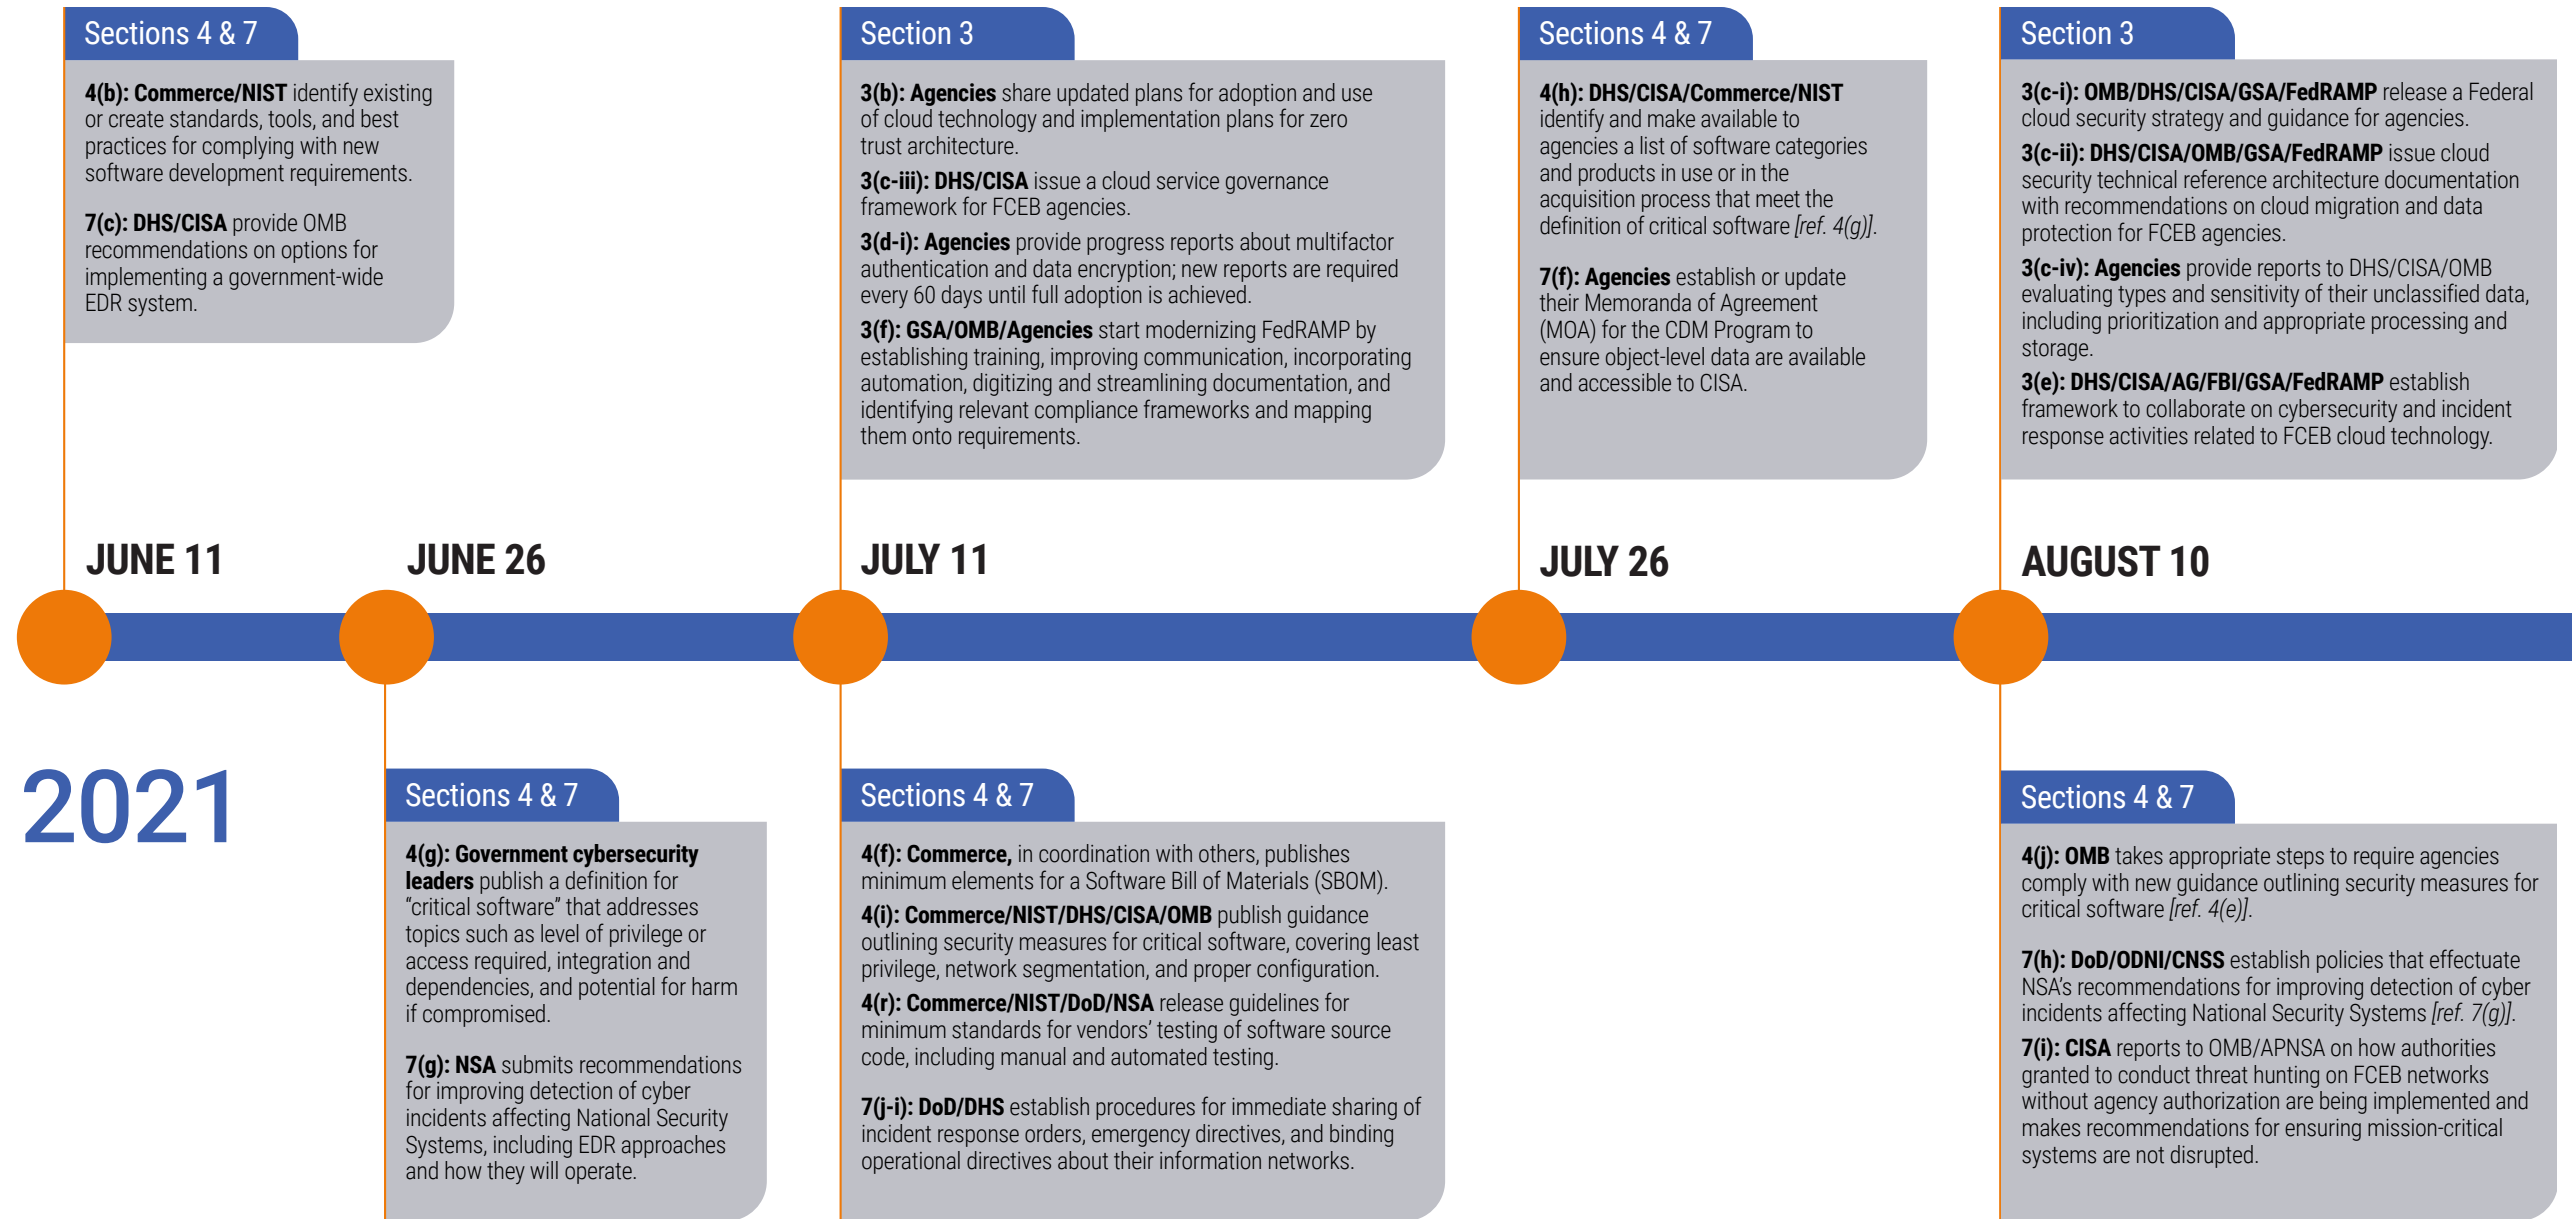 Sections 4 & 7
4(b): Commerce/NIST identify existing
or create standards, tools, and best
practices for complying with new
software development requirements.
7(c): DHS/CISA provide OMB
recommendations on options for
implementing a government-wide
EDR system.
Section 3
3(b): Agencies share updated plans for adoption and use
of cloud technology and implementation plans for zero
trust architecture.
3(c-iii): DHS/CISA issue a cloud service governance
framework for FCEB agencies.
3(d-i): Agencies provide progress reports about multifactor
authentication and data encryption; new reports are required
every 60 days until full adoption is achieved.
3(f): GSA/OMB/Agencies start modernizing FedRAMP by
establishing training, improving communication, incorporating
automation, digitizing and streamlining documentation, and
identifying relevant compliance frameworks and mapping
them onto requirements.
Sections 4 & 7
4(h): DHS/CISA/Commerce/NIST
identify and make available to
agencies a list of software categories
and products in use or in the
acquisition process that meet the
definition of critical software [ref. 4(g)].
7(f): Agencies establish or update
their Memoranda of Agreement
(MOA) for the CDM Program to
ensure object-level data are available
and accessible to CISA.
Section 3
3(c-i): OMB/DHS/CISA/GSA/FedRAMP release a Federal
cloud security strategy and guidance for agencies.
3(c-ii): DHS/CISA/OMB/GSA/FedRAMP issue cloud
security technical reference architecture documentation
with recommendations on cloud migration and data
protection for FCEB agencies.
3(c-iv): Agencies provide reports to DHS/CISA/OMB
evaluating types and sensitivity of their unclassified data,
including prioritization and appropriate processing and
storage.
3(e): DHS/CISA/AG/FBI/GSA/FedRAMP establish
framework to collaborate on cybersecurity and incident
response activities related to FCEB cloud technology.
JUNE 11
JUNE 26
JULY 11
JULY 26
AUGUST 10
2021
Sections 4 & 7
4(g): Government cybersecurity
leaders publish a definition for
“critical software” that addresses
topics such as level of privilege or
access required, integration and
dependencies, and potential for harm
if compromised.
7(g): NSA submits recommendations
for improving detection of cyber
incidents affecting National Security
Systems, including EDR approaches
and how they will operate.
Sections 4 & 7
4(f): Commerce, in coordination with others, publishes
minimum elements for a Software Bill of Materials (SBOM).
4(i): Commerce/NIST/DHS/CISA/OMB publish guidance
outlining security measures for critical software, covering least
privilege, network segmentation, and proper configuration.
4(r): Commerce/NIST/DoD/NSA release guidelines for
minimum standards for vendors’ testing of software source
code, including manual and automated testing.
7(j-i): DoD/DHS establish procedures for immediate sharing of
incident response orders, emergency directives, and binding
operational directives about their information networks.
Sections 4 & 7
4(j): OMB takes appropriate steps to require agencies
comply with new guidance outlining security measures for
critical software [ref. 4(e)].
7(h): DoD/ODNI/CNSS establish policies that effectuate
NSA’s recommendations for improving detection of cyber
incidents affecting National Security Systems [ref. 7(g)].
7(i): CISA reports to OMB/APNSA on how authorities
granted to conduct threat hunting on FCEB networks
without agency authorization are being implemented and
makes recommendations for ensuring mission-critical
systems are not disrupted.